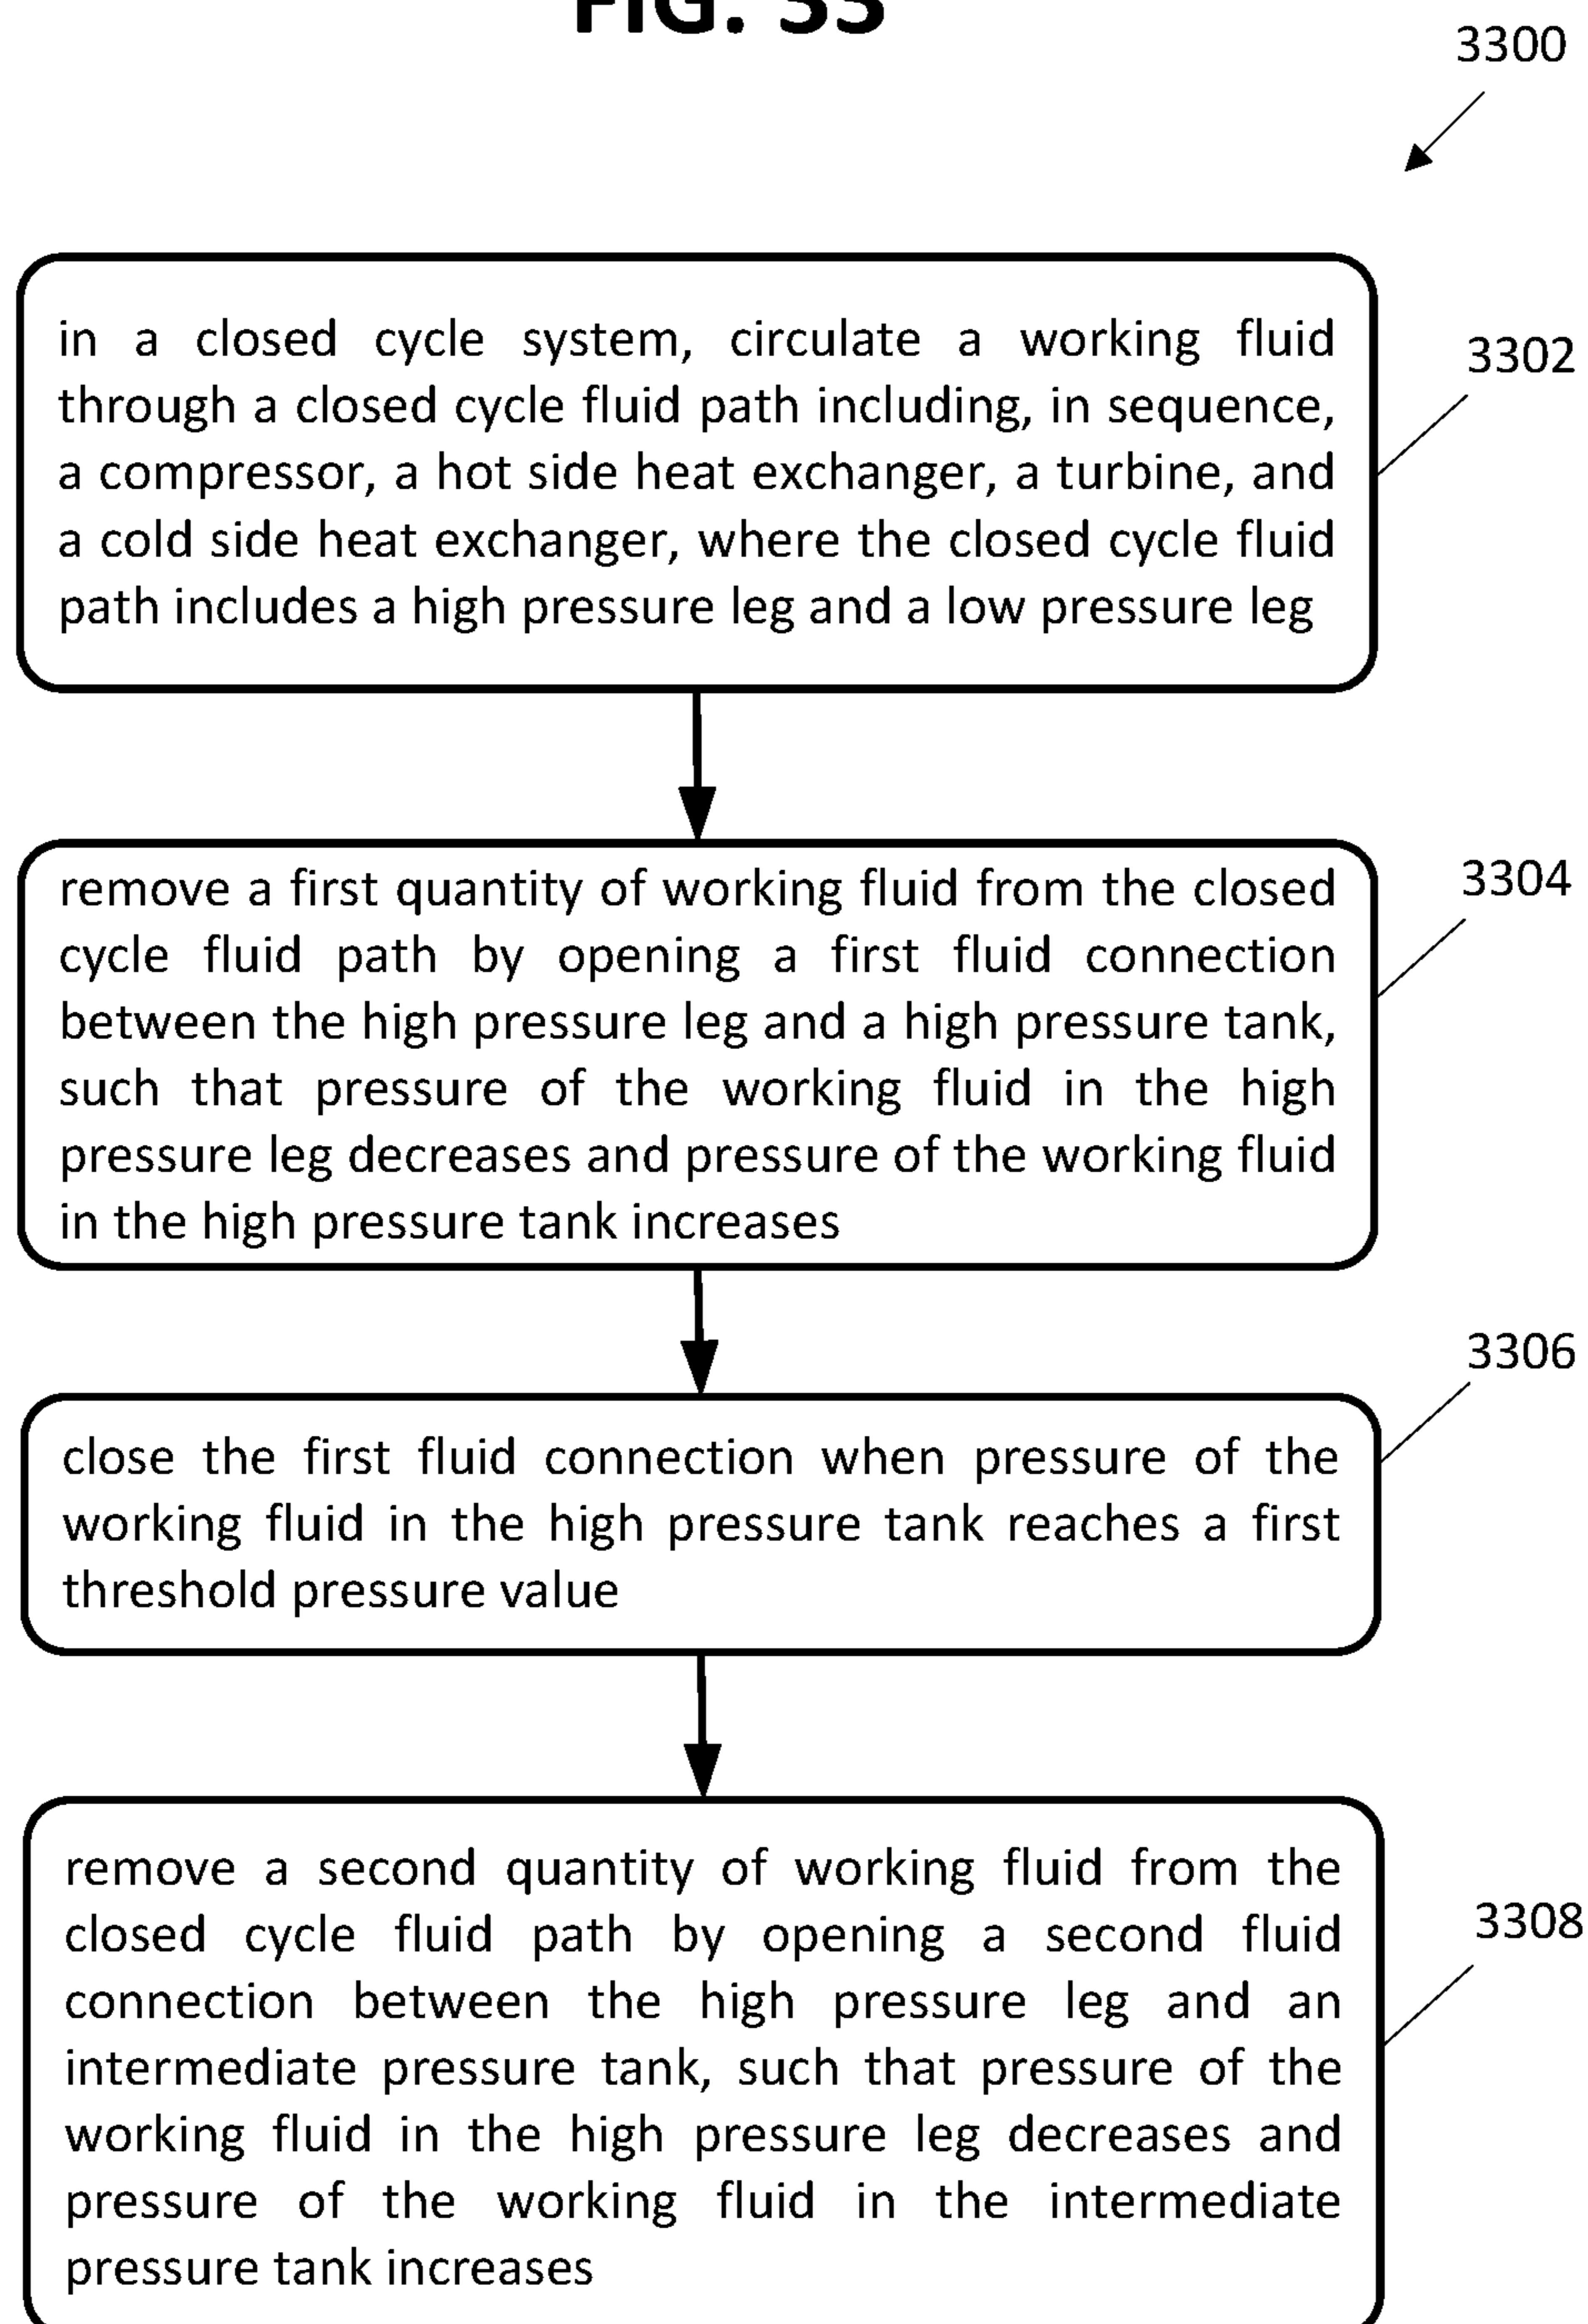 FIG. 33
3300
in a closed cycle system, circulate a working fluid
through a closed cycle fluid path including, in sequence,
a compressor, a hot side heat exchanger, a turbine, and
a cold side heat exchanger, where the closed cycle fluid
path includes a high pressure leg and a low pressure leg
3302
remove a first quantity of working fluid from the closed
cycle fluid path by opening a first fluid connection
between the high pressure leg and a high pressure tank,
such that pressure of the working fluid in the high
pressure leg decreases and pressure of the working fluid
in the high pressure tank increases
3304
close the first fluid connection when pressure of the
working fluid in the high pressure tank reaches a first
threshold pressure value
3306
remove a second quantity of working fluid from the
closed cycle fluid path by opening a second fluid
connection between the high pressure leg and an
intermediate pressure tank, such that pressure of the
working fluid in the high pressure leg decreases and
pressure of the working fluid in the intermediate
pressure tank increases
3308